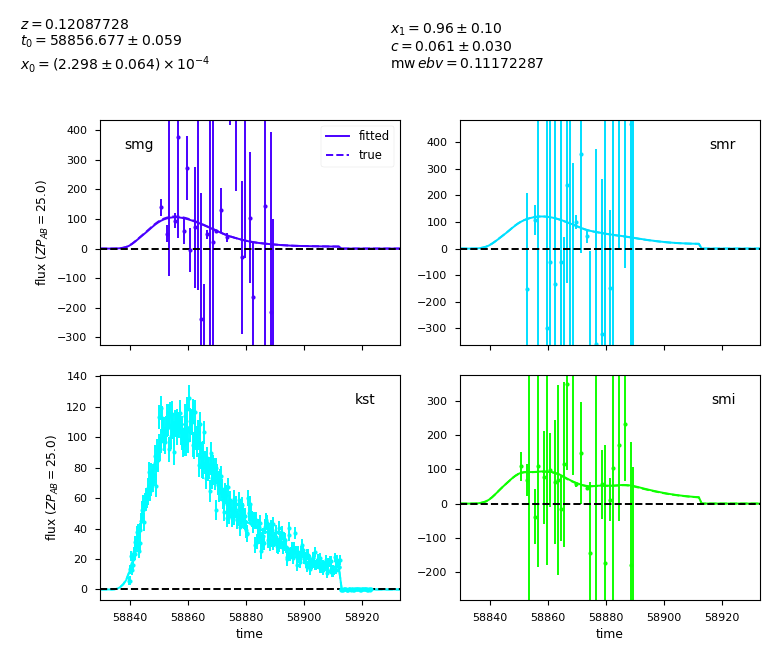 z = 0.12087728
t₀ = 58856.677 ± 0.059
x₀ = (2.298 ± 0.064) × 10⁻⁴
x₁ = 0.96 ± 0.10
c = 0.061 ± 0.030
mw ebv = 0.11172287
smg
fitted
true
400
300
200
100
0
−100
−200
−300
flux (ZP_AB = 25.0)
smr
400
300
200
100
0
−100
−200
−300
kst
140
120
100
80
60
40
20
0
flux (ZP_AB = 25.0)
58840 58860 58880 58900 58920
time
smi
300
200
100
0
−100
−200
58840 58860 58880 58900 58920
time